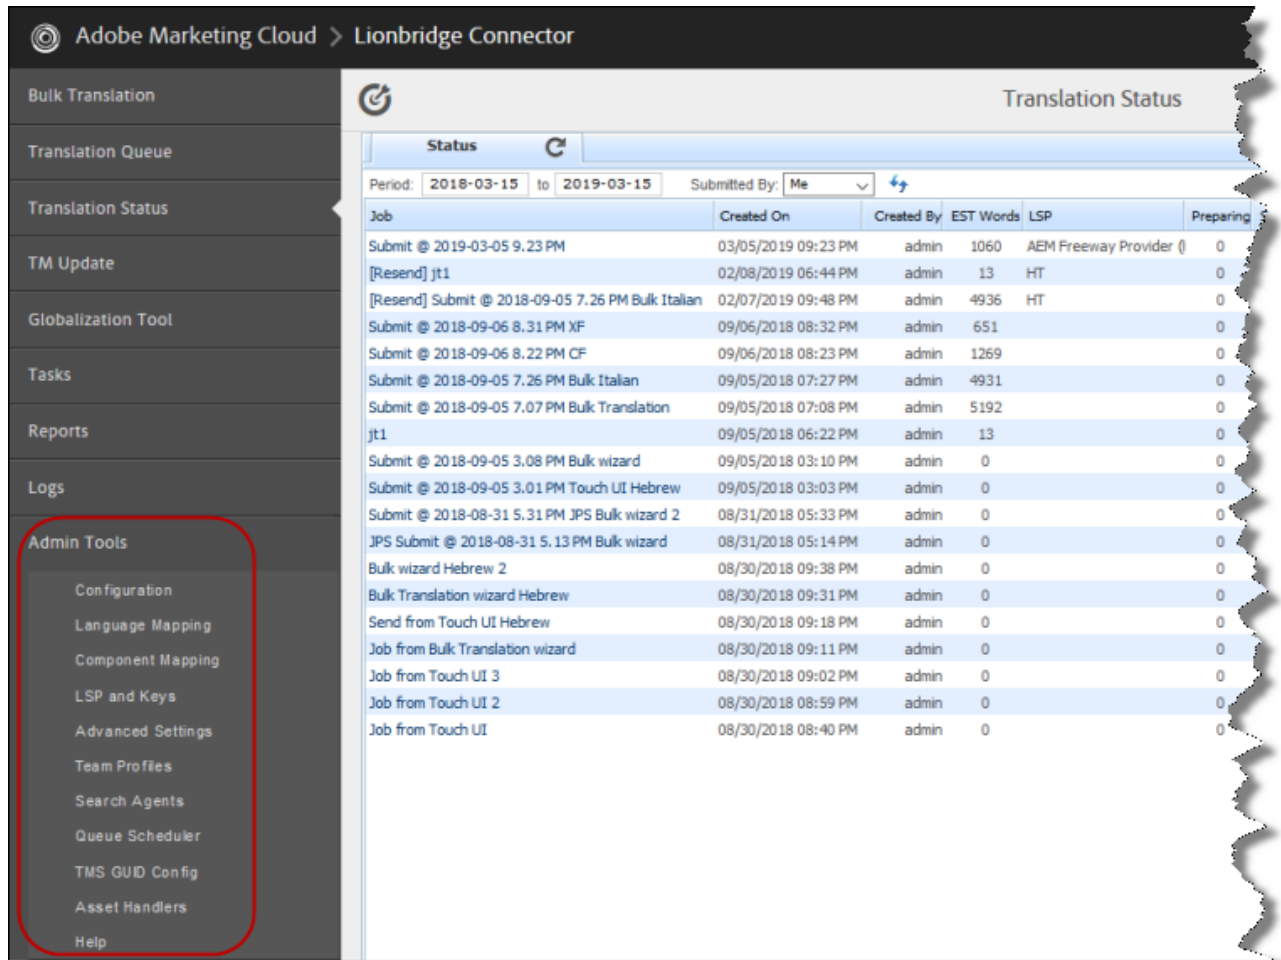 Adobe Marketing Cloud > Lionbridge Connector
Bulk Translation
Translation Queue
Translation Status
TM Update
Globalization Tool
Tasks
Reports
Logs
Admin Tools
Configuration
Language Mapping
Component Mapping
LSP and Keys
Advanced Settings
Team Profiles
Search Agents
Queue Scheduler
TMS GUID Config
Asset Handlers
Help
Translation Status
Status
Period: 2018-03-15 to 2019-03-15 Submitted By: Me
Job Created On Created By EST Words LSP Preparing
Submit @ 2019-03-05 9.23 PM 03/05/2019 09:23 PM admin 1060 AEM Freeway Provider ( 0
[Resend] jt1 02/08/2019 06:44 PM admin 13 HT 0
[Resend] Submit @ 2018-09-05 7.26 PM Bulk Italian 02/07/2019 09:48 PM admin 4936 HT 0
Submit @ 2018-09-06 8.31 PM XF 09/06/2018 08:32 PM admin 651 0
Submit @ 2018-09-06 8.22 PM CF 09/06/2018 08:23 PM admin 1269 0
Submit @ 2018-09-05 7.26 PM Bulk Italian 09/05/2018 07:27 PM admin 4931 0
Submit @ 2018-09-05 7.07 PM Bulk Translation 09/05/2018 07:08 PM admin 5192 0
jt1 09/05/2018 06:22 PM admin 13 0
Submit @ 2018-09-05 3.08 PM Bulk wizard 09/05/2018 03:10 PM admin 0 0
Submit @ 2018-09-05 3.01 PM Touch UI Hebrew 09/05/2018 03:03 PM admin 0 0
Submit @ 2018-08-31 5.31 PM JPS Bulk wizard 2 08/31/2018 05:33 PM admin 0 0
JPS Submit @ 2018-08-31 5.13 PM Bulk wizard 08/31/2018 05:14 PM admin 0 0
Bulk wizard Hebrew 2 08/30/2018 09:38 PM admin 0 0
Bulk Translation wizard Hebrew 08/30/2018 09:31 PM admin 0 0
Send from Touch UI Hebrew 08/30/2018 09:18 PM admin 0 0
Job from Bulk Translation wizard 08/30/2018 09:11 PM admin 0 0
Job from Touch UI 3 08/30/2018 09:02 PM admin 0 0
Job from Touch UI 2 08/30/2018 08:59 PM admin 0 0
Job from Touch UI 08/30/2018 08:40 PM admin 0 0